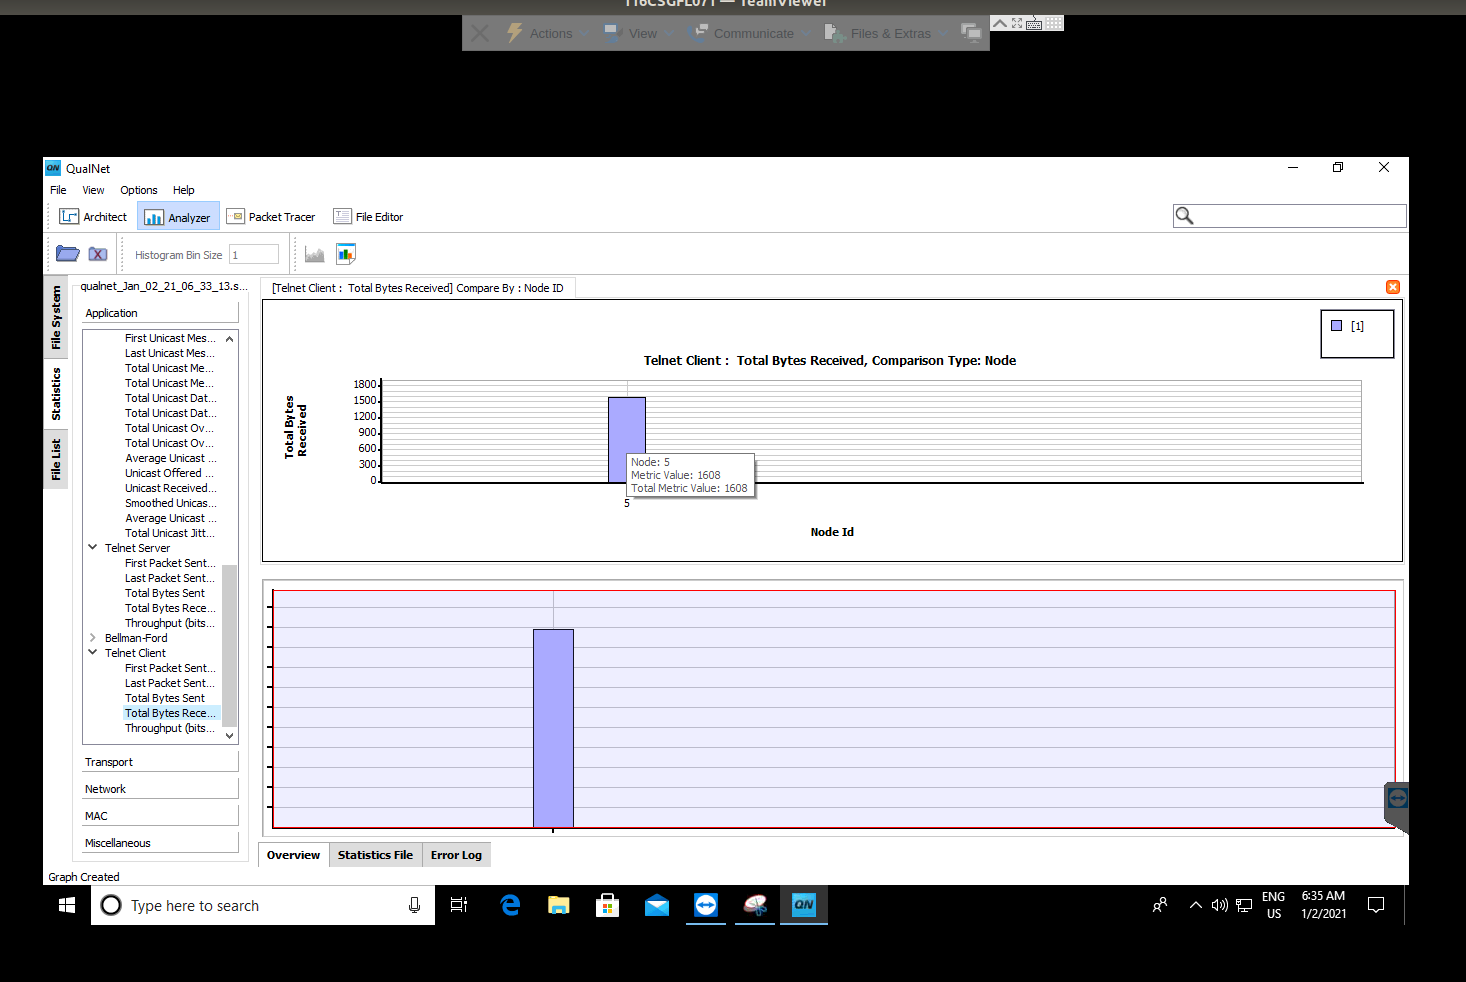 116CSGFL071 — TeamViewer
Actions
View
Communicate
Files & Extras
QN QualNet
File View Options Help
Architect Analyzer Packet Tracer File Editor
Histogram Bin Size 1
File System
Statistics
File List
qualnet_Jan_02_21_06_33_13.s...
Application
First Unicast Mes...
Last Unicast Mes...
Total Unicast Me...
Total Unicast Me...
Total Unicast Dat...
Total Unicast Dat...
Total Unicast Ov...
Total Unicast Ov...
Average Unicast ...
Unicast Offered ...
Unicast Received...
Smoothed Unicas...
Average Unicast ...
Total Unicast Jitt...
Telnet Server
First Packet Sent...
Last Packet Sent...
Total Bytes Sent
Total Bytes Rece...
Throughput (bits...
Bellman-Ford
Telnet Client
First Packet Sent...
Last Packet Sent...
Total Bytes Sent
Total Bytes Rece...
Throughput (bits...
Transport
Network
MAC
Miscellaneous
[Telnet Client : Total Bytes Received] Compare By : Node ID
[1]
Telnet Client : Total Bytes Received, Comparison Type: Node
Total Bytes
Received
1800
1500
1200
900
600
300
0
Node: 5
Metric Value: 1608
Total Metric Value: 1608
5
Node Id
Overview Statistics File Error Log
Graph Created
Type here to search
QN
ENG
US
6:35 AM
1/2/2021